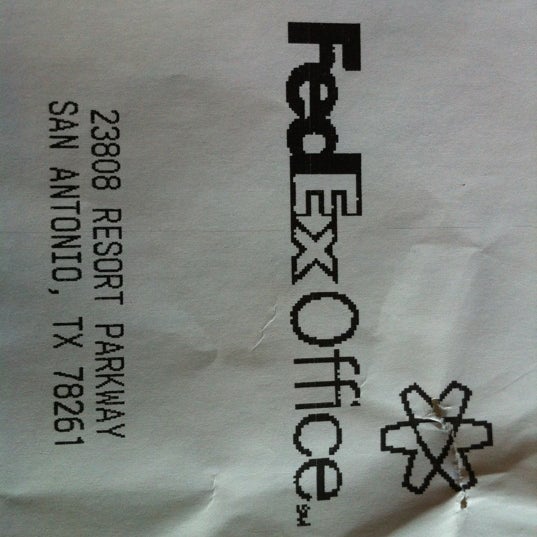 FedEx Office SM
23808 RESORT PARKWAY
SAN ANTONIO, TX 78261